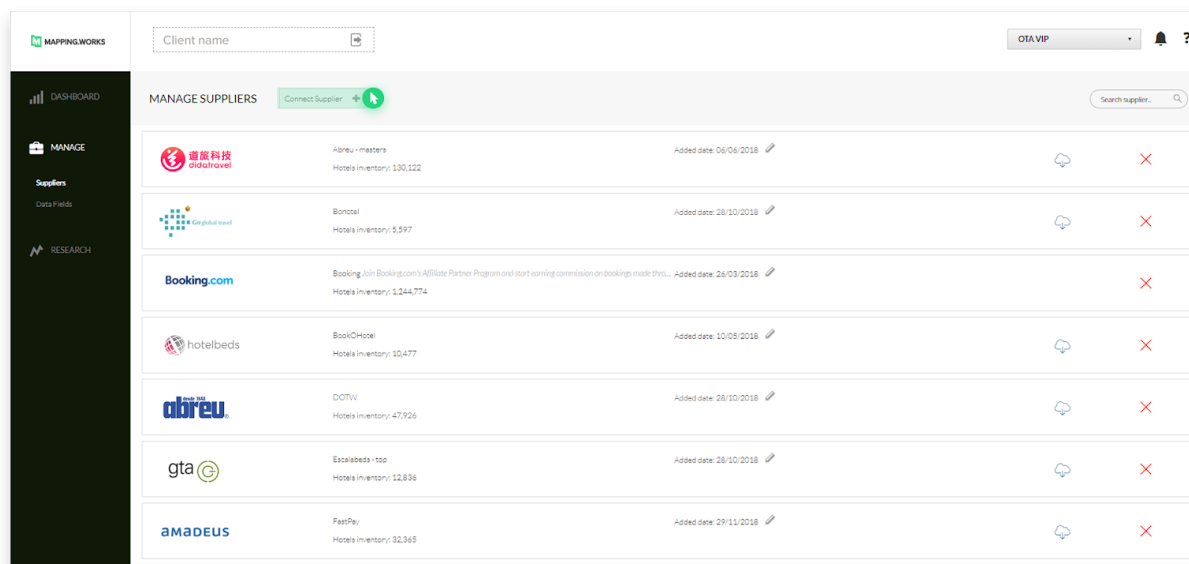 MAPPING.WORKS
Client name
OTA VIP
?
DASHBOARD
MANAGE
Suppliers
Data Fields
RESEARCH
MANAGE SUPPLIERS
Connect Supplier +
Search supplier..
道旅科技
didatravel
Abreu - masters
Hotels inventory: 130,122
Added date: 06/06/2018
Go global travel
Bonotel
Hotels inventory: 5,597
Added date: 28/10/2018
Booking.com
Booking Join Booking.com's Affiliate Partner Program and start earning commission on bookings made thro...
Hotels inventory: 1,244,774
Added date: 26/03/2018
hotelbeds
BookOHotel
Hotels inventory: 10,477
Added date: 10/05/2018
desde 1840
abreu
DOTW
Hotels inventory: 47,926
Added date: 28/10/2018
gta
Escalabeds - top
Hotels inventory: 12,836
Added date: 28/10/2018
amadeus
FastPay
Hotels inventory: 32,365
Added date: 29/11/2018